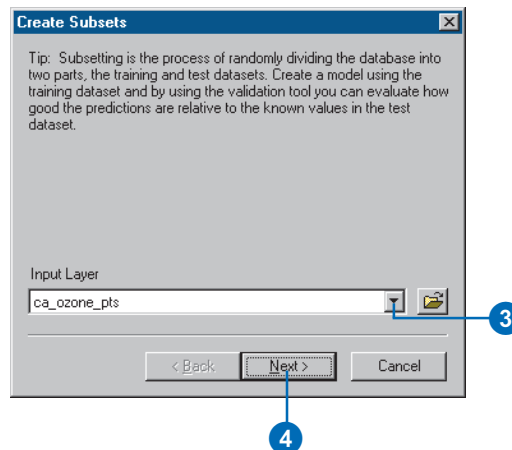 Create Subsets
Tip: Subsetting is the process of randomly dividing the database into
two parts, the training and test datasets. Create a model using the
training dataset and by using the validation tool you can evaluate how
good the predictions are relative to the known values in the test
dataset.
Input Layer
ca_ozone_pts
3
< Back
Next >
Cancel
4